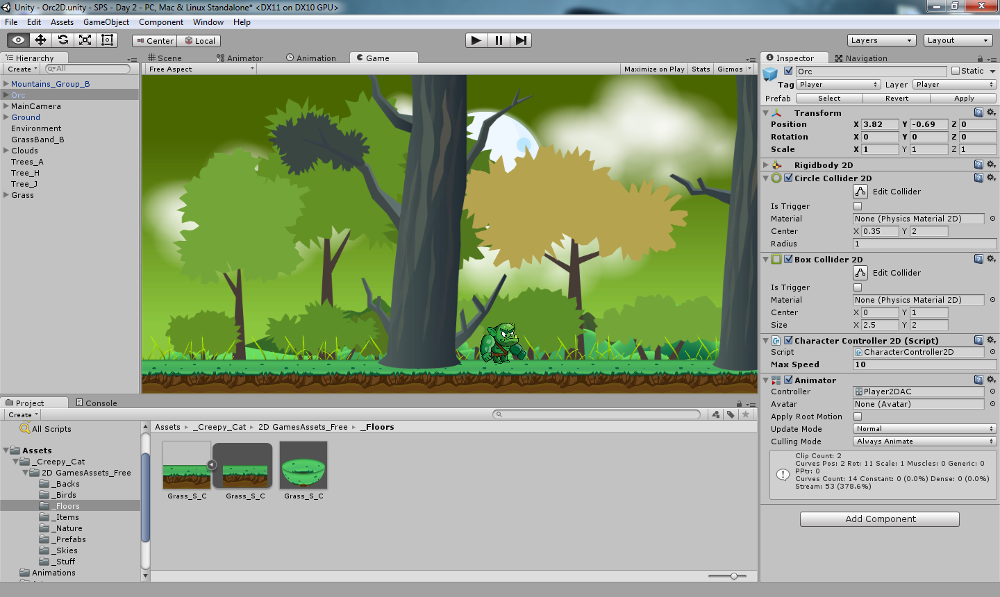 Unity - Orc2D.unity - SPS - Day 2 - PC, Mac & Linux Standalone* <DX11 on DX10 GPU>
File Edit Assets GameObject Component Window Help
Center Local Layers Layout
Hierarchy
Create All
Mountains_Group_B
Orc
MainCamera
Ground
Environment
GrassBand_B
Clouds
Trees_A
Tree_H
Tree_J
Grass
Scene Animator Animation Game
Free Aspect Maximize on Play Stats Gizmos
Inspector Navigation
Orc Static
Tag Player Layer Player
Prefab Select Revert Apply
Transform
Position X 3.82 Y -0.69 Z 0
Rotation X 0 Y 0 Z 0
Scale X 1 Y 1 Z 1
Rigidbody 2D
Circle Collider 2D
Edit Collider
Is Trigger
Material None (Physics Material 2D)
Center X 0.35 Y 2
Radius 1
Box Collider 2D
Edit Collider
Is Trigger
Material None (Physics Material 2D)
Center X 0 Y 1
Size X 2.5 Y 2
Character Controller 2D (Script)
Script CharacterController2D
Max Speed 10
Animator
Controller Player2DAC
Avatar None (Avatar)
Apply Root Motion
Update Mode Normal
Culling Mode Always Animate
Clip Count: 2
Curves Pos: 2 Rot: 11 Scale: 1 Muscles: 0 Generic: 0
PPtr: 0
Curves Count: 14 Constant: 0 (0.0%) Dense: 0 (0.0%)
Stream: 53 (378.6%)
Add Component
Project Console
Create
All Scripts
Assets
_Creepy_Cat
2D GamesAssets_Free
_Backs
_Birds
_Floors
_Items
_Nature
_Prefabs
_Skies
_Stuff
Animations
Assets _Creepy_Cat 2D GamesAssets_Free _Floors
Grass_S_C Grass_S_C Grass_S_C